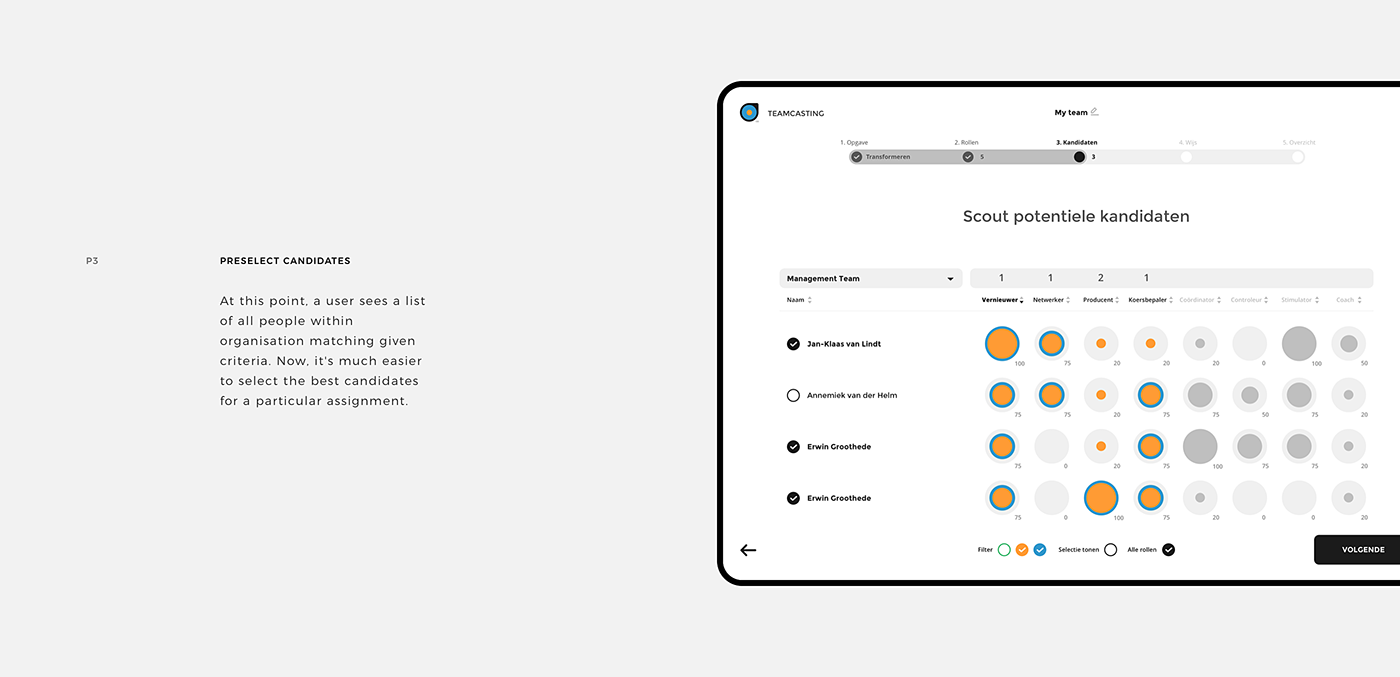 P3
PRESELECT CANDIDATES
At this point, a user sees a list
of all people within
organisation matching given
criteria. Now, it's much easier
to select the best candidates
for a particular assignment.
TEAMCASTING
My team
1. Opgave 2. Rollen 3. Kandidaten 4. Wijs 5. Overzicht
Transformeren 5 3
Scout potentiele kandidaten
Management Team 1 1 2 1
Naam Vernieuwer Netwerker Producent Koersbepaler Coördinator Controleur Stimulator Coach
Jan-Klaas van Lindt
100 75 20 20 20 0 100 50
Annemiek van der Helm
75 75 20 75 75 50 75 20
Erwin Groothede
75 0 20 75 100 75 75 20
Erwin Groothede
75 0 100 75 20 0 0 20
Filter Selectie tonen Alle rollen
VOLGENDE